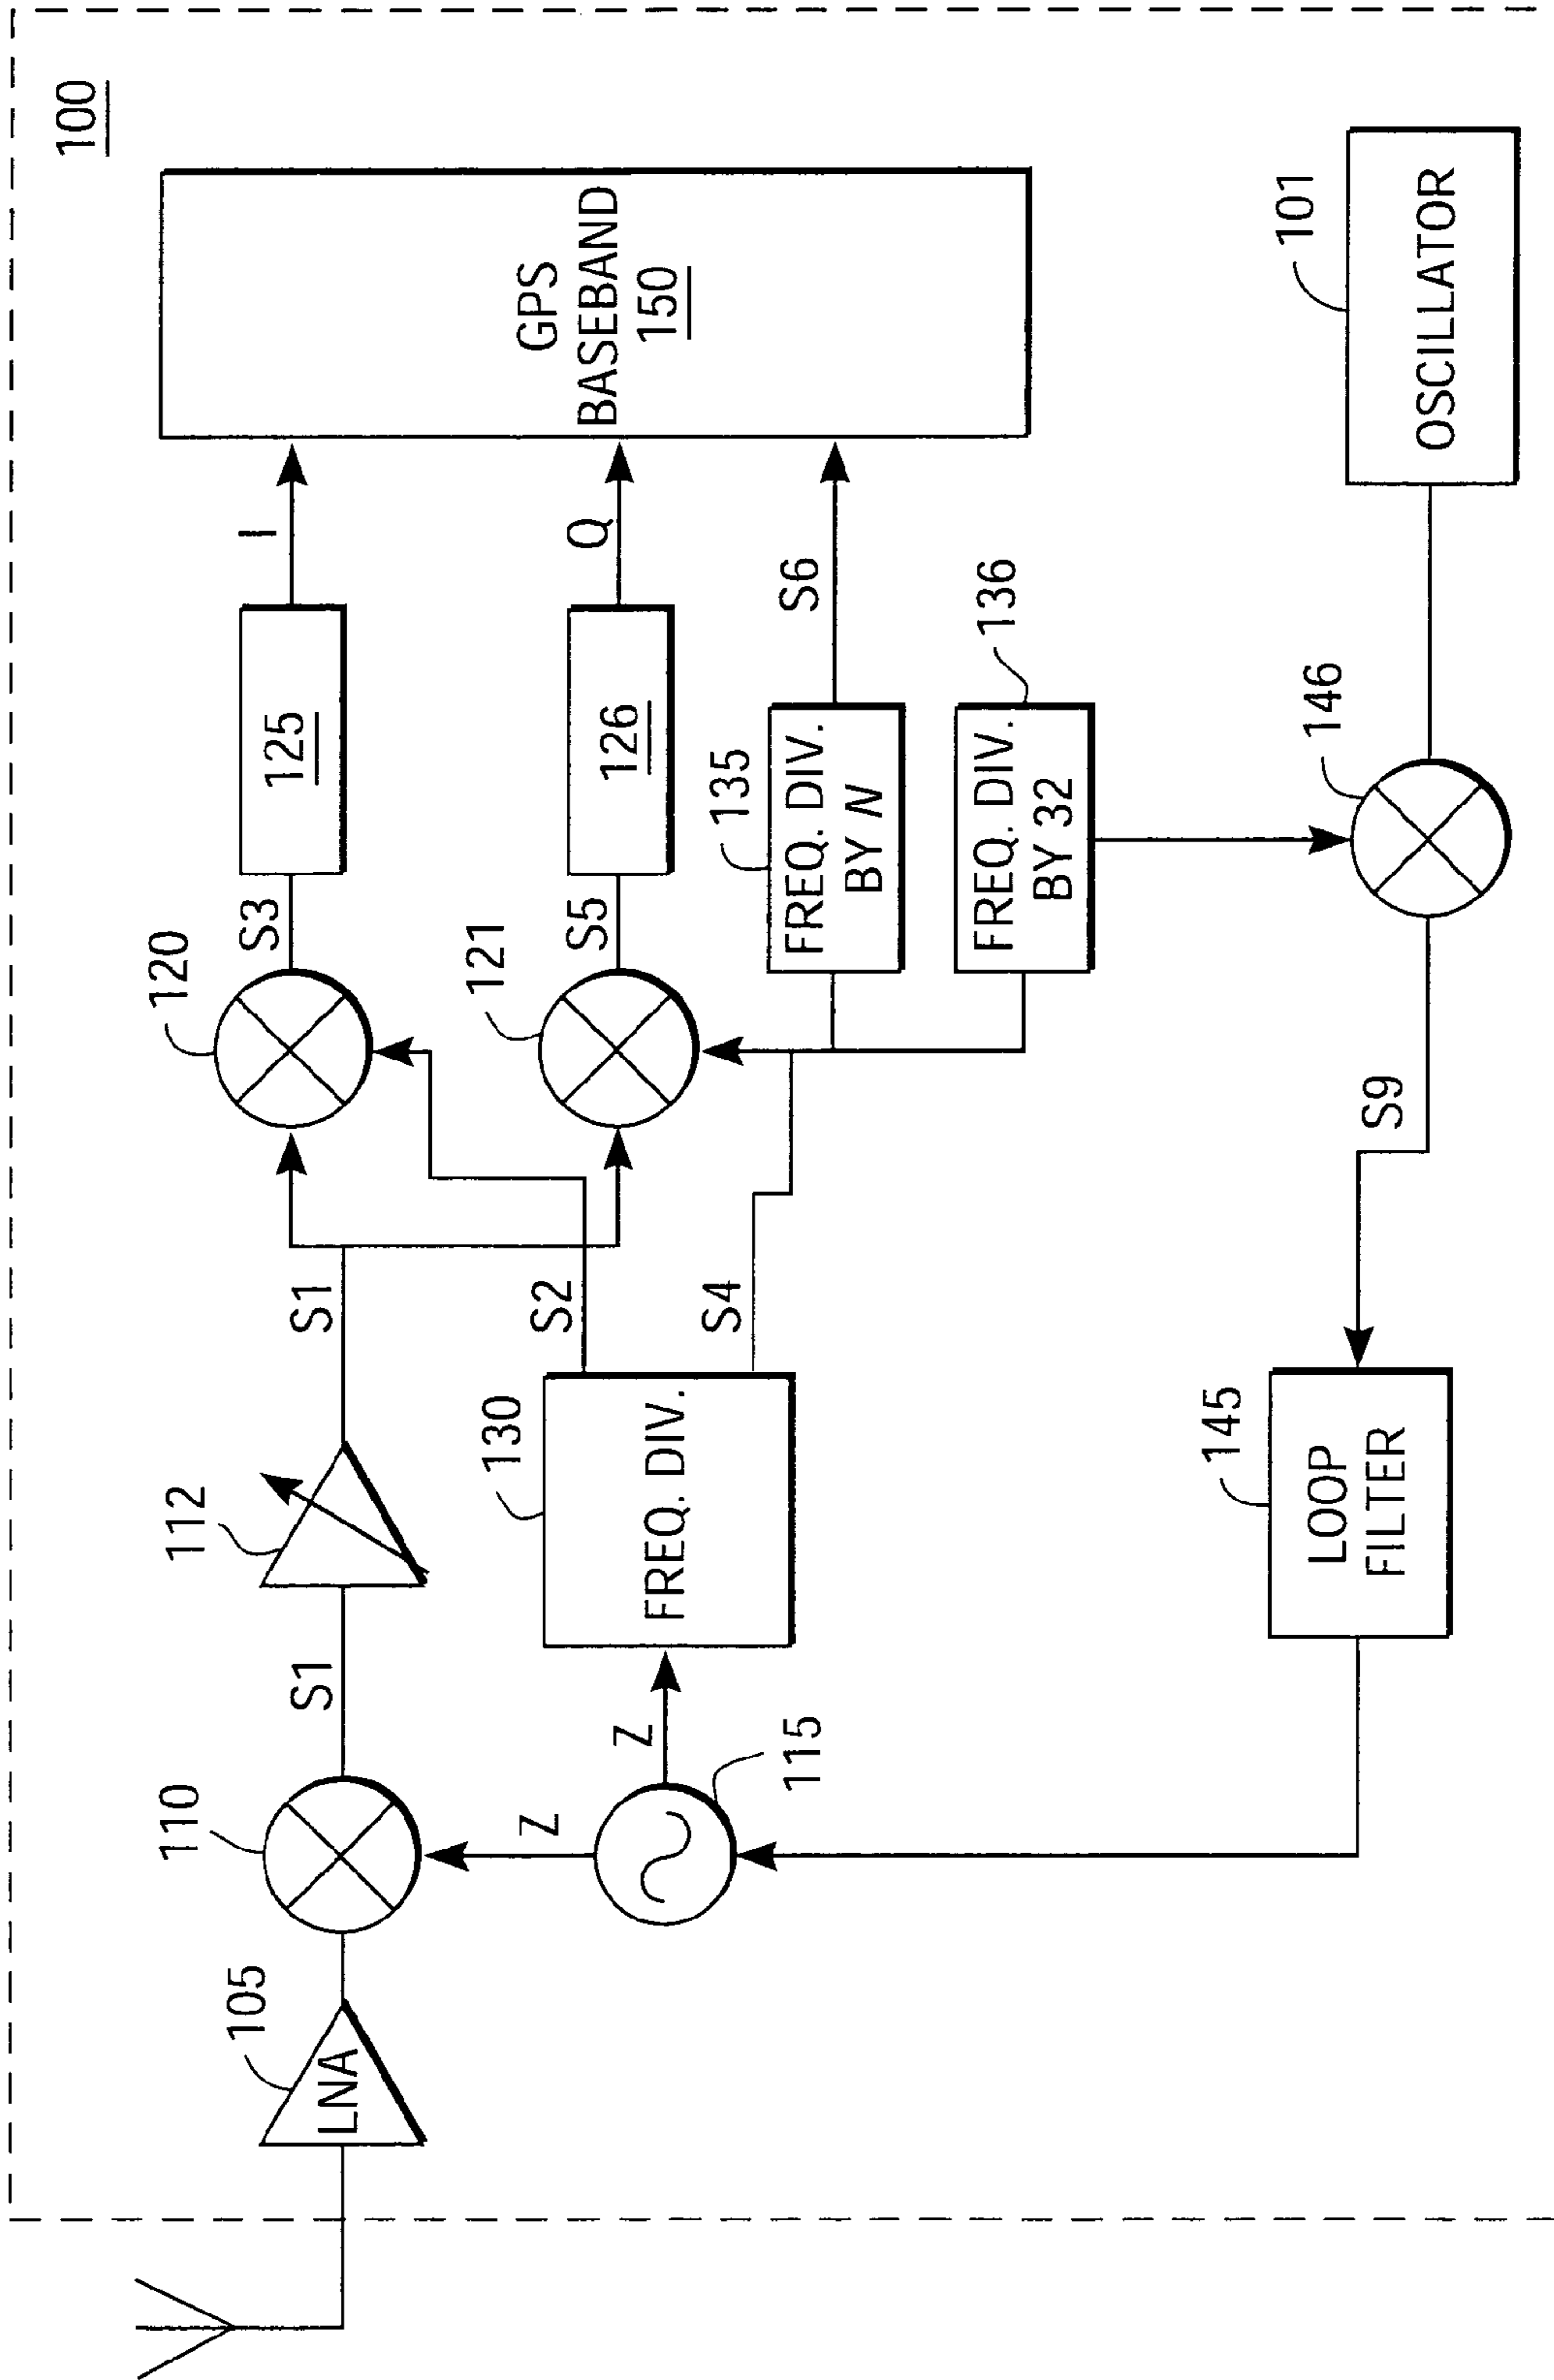 100
105
LNA
110
S1
112
S1
120
S3
125
I
GPS
BASEBAND
150
Z
Z
115
130
FREQ. DIV.
S2
S4
121
S5
126
Q
135
FREQ. DIV.
BY N
S6
136
FREQ. DIV.
BY 32
145
LOOP
FILTER
S9
146
101
OSCILLATOR